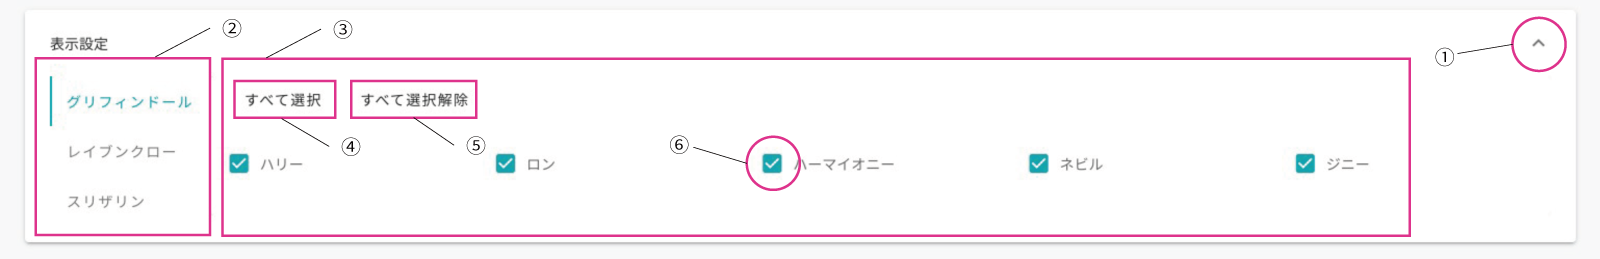 ② ③
表示設定
①
グリフィンドール
すべて選択 すべて選択解除
④ ⑤ ⑥
レイブンクロー
ハリー ロン ハーマイオニー ネビル ジニー
スリザリン